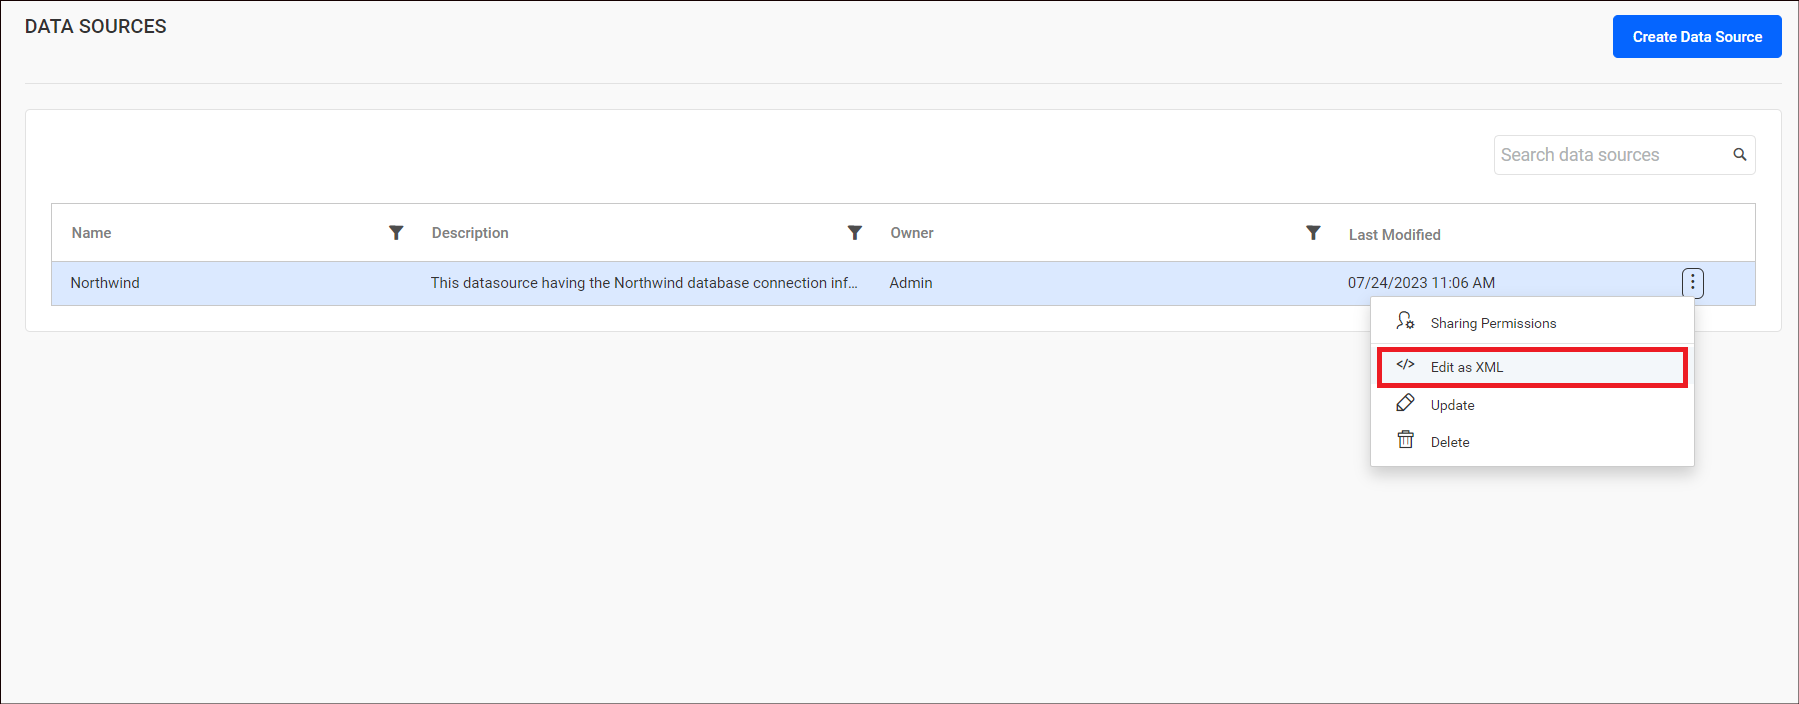 DATA SOURCES
Create Data Source
Search data sources
Name Description Owner Last Modified
Northwind This datasource having the Northwind database connection inf... Admin 07/24/2023 11:06 AM
Sharing Permissions
</> Edit as XML
Update
Delete